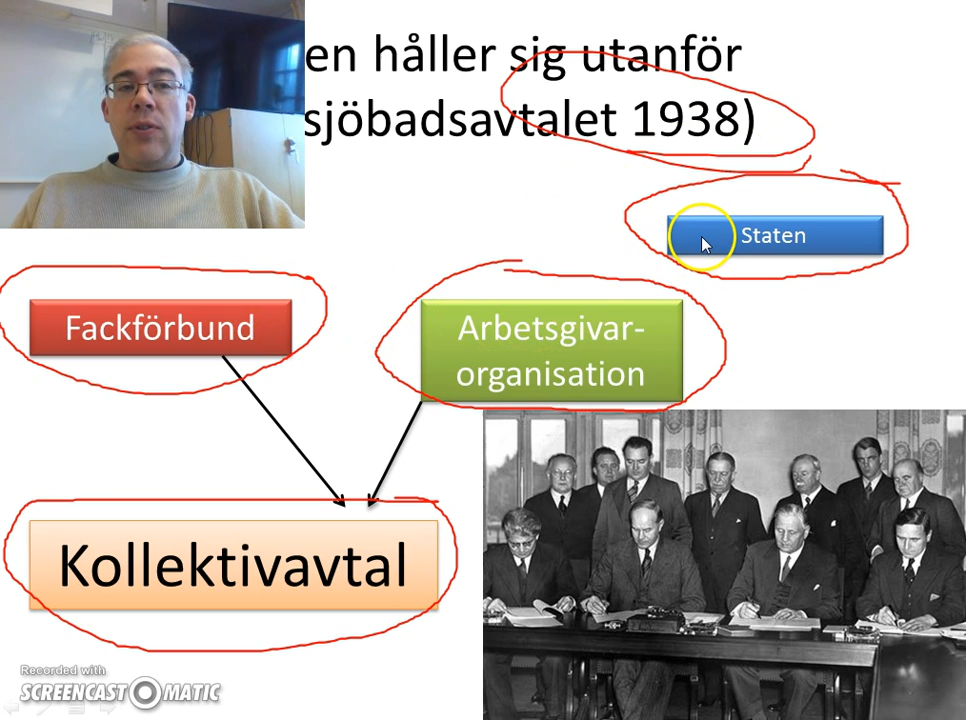 en håller sig utanför
sjöbadsavtalet 1938)
Staten
Fackförbund
Arbetsgivar-
organisation
Kollektivavtal
Recorded with
SCREENCAST-O-MATIC